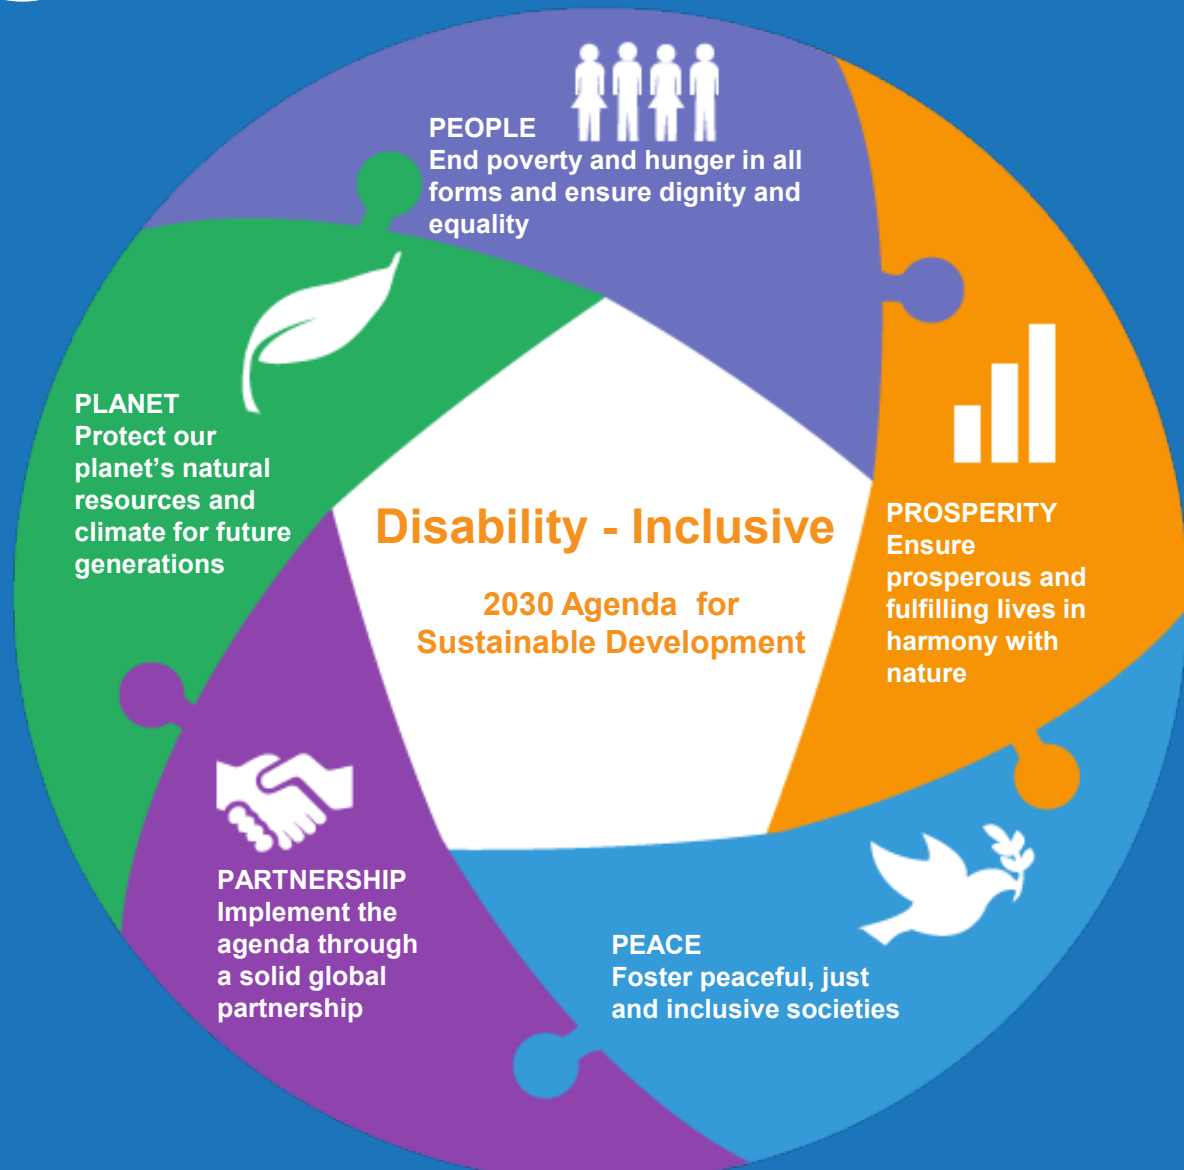 PEOPLE
End poverty and hunger in all
forms and ensure dignity and
equality
PLANET
Protect our
planet’s natural
resources and
climate for future
generations
Disability - Inclusive
2030 Agenda for
Sustainable Development
PROSPERITY
Ensure
prosperous and
fulfilling lives in
harmony with
nature
PARTNERSHIP
Implement the
agenda through
a solid global
partnership
PEACE
Foster peaceful, just
and inclusive societies